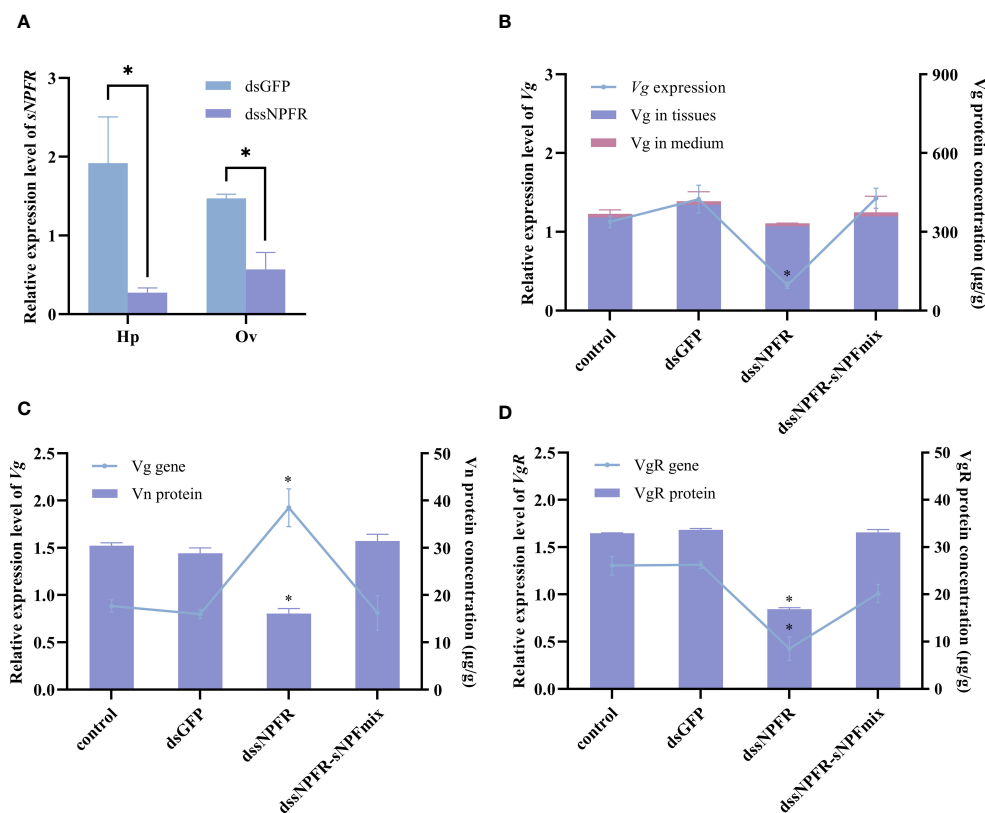 A
Relative expression level of sNPFR
3
2
1
0
*
*
dsGFP
dssNPFR
Hp
Ov
B
Relative expression level of Vg
3
2
1
0
Vg expression
Vg in tissues
Vg in medium
*
900
600
300
0
Vg protein concentration (μg/g)
control
dsGFP
dssNPFR
dssNPFR-sNPFmix
C
Relative expression level of Vg
2.5
2.0
1.5
1.0
0.5
0.0
Vg gene
Vn protein
*
*
50
40
30
20
10
0
Vn protein concentration
(μg/g)
control
dsGFP
dssNPFR
dssNPFR-sNPFmix
D
Relative expression level of VgR
2.5
2.0
1.5
1.0
0.5
0.0
VgR gene
VgR protein
*
*
50
40
30
20
10
0
VgR protein concentration
(μg/g)
control
dsGFP
dssNPFR
dssNPFR-sNPFmix